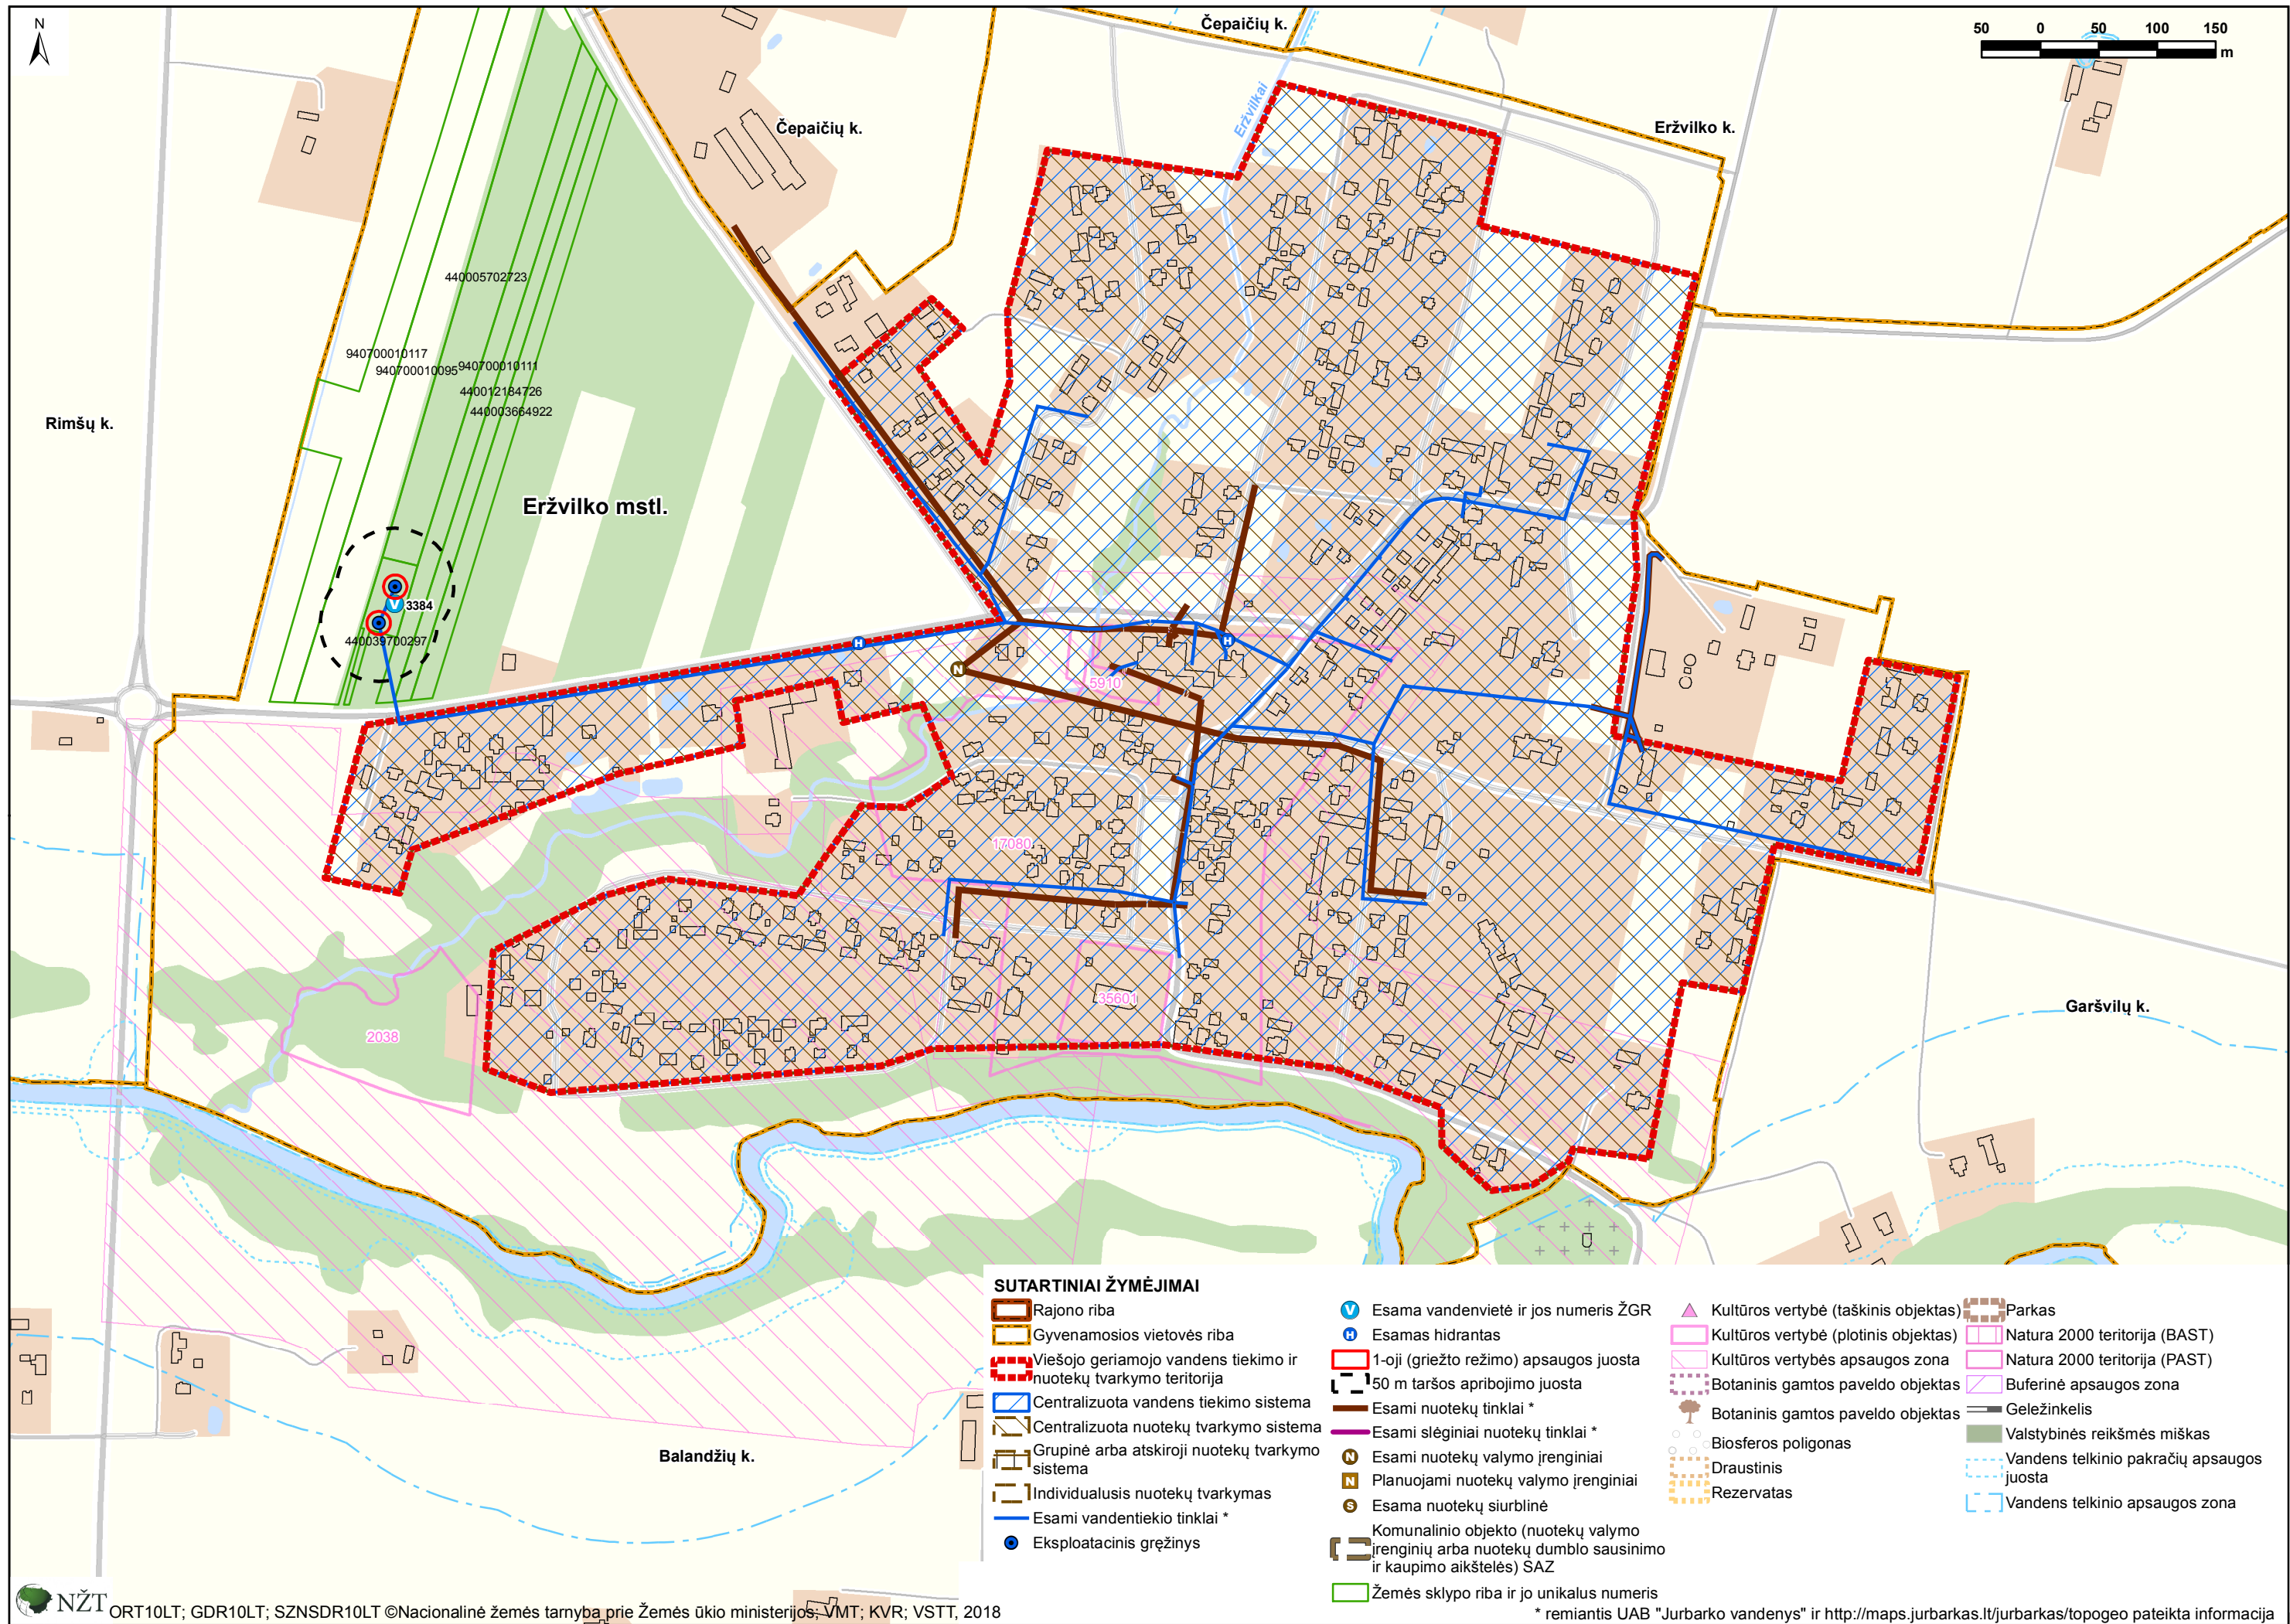 N
Čepaičių k.
50 0 50 100 150
m
Eržvilkai
Čepaičių k.
Eržvilko k.
440005702723
940700010117
940700010095
940700010111
440012184726
440003664922
Rimšų k.
Eržvilko mstl.
V 3384
440039700297
H
H
N
5910
17080
35601
2038
Garšvilų k.
Balandžių k.
SUTARTINIAI ŽYMĖJIMAI
Rajono riba
Gyvenamosios vietovės riba
Viešojo geriamojo vandens tiekimo ir
nuotekų tvarkymo teritorija
Centralizuota vandens tiekimo sistema
Centralizuota nuotekų tvarkymo sistema
Grupinė arba atskiroji nuotekų tvarkymo
sistema
Individualusis nuotekų tvarkymas
Esami vandentiekio tinklai *
Eksploatacinis gręžinys
V Esama vandenvietė ir jos numeris ŽGR
H Esamas hidrantas
1-oji (griežto režimo) apsaugos juosta
50 m taršos apribojimo juosta
Esami nuotekų tinklai *
Esami slėginiai nuotekų tinklai *
N Esami nuotekų valymo įrenginiai
N Planuojami nuotekų valymo įrenginiai
S Esama nuotekų siurblinė
Komunalinio objekto (nuotekų valymo
įrenginių arba nuotekų dumblo sausinimo
ir kaupimo aikštelės) SAZ
Žemės sklypo riba ir jo unikalus numeris
Kultūros vertybė (taškinis objektas)
Kultūros vertybė (plotinis objektas)
Kultūros vertybės apsaugos zona
Botaninis gamtos paveldo objektas
Botaninis gamtos paveldo objektas
Biosferos poligonas
Draustinis
Rezervatas
Parkas
Natura 2000 teritorija (BAST)
Natura 2000 teritorija (PAST)
Buferinė apsaugos zona
Geležinkelis
Valstybinės reikšmės miškas
Vandens telkinio pakračių apsaugos
juosta
Vandens telkinio apsaugos zona
NŽT ORT10LT; GDR10LT; SZNSDR10LT ©Nacionalinė žemės tarnyba prie Žemės ūkio ministerijos; VMT; KVR; VSTT, 2018
* remiantis UAB "Jurbarko vandenys" ir http://maps.jurbarkas.lt/jurbarkas/topogeo pateikta informacija